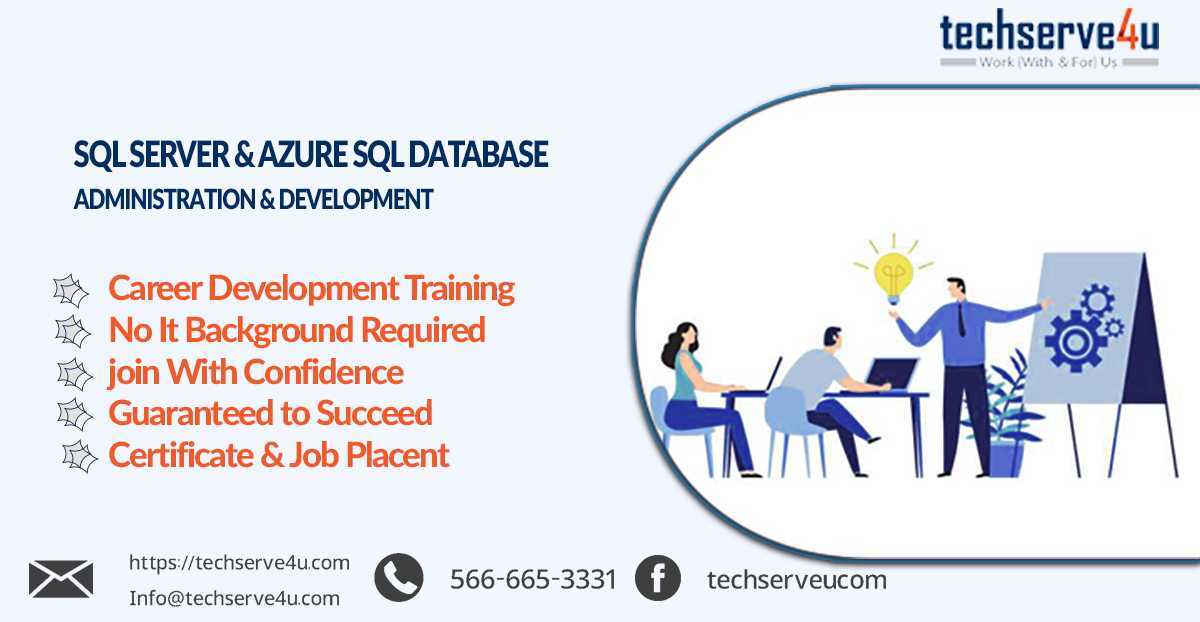 techserve4u
Work (With & For) Us
SQL SERVER & AZURE SQL DATABASE
ADMINISTRATION & DEVELOPMENT
Career Development Training
No It Background Required
join With Confidence
Guaranteed to Succeed
Certificate & Job Placent
https://techserve4u.com
Info@techserve4u.com
566-665-3331
techserveucom